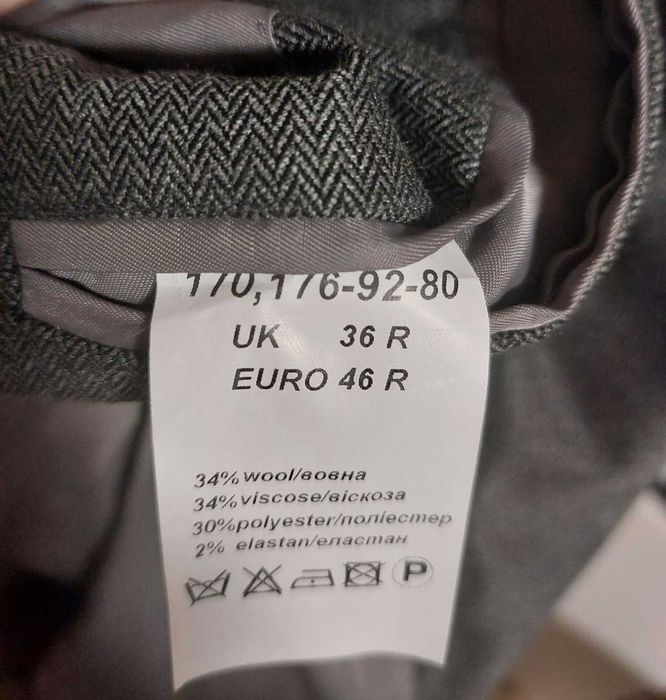 170,176-92-80
UK 36 R
EURO 46 R
34% wool/вовна
34% viscose/віскоза
30% polyester/поліестер
2% elastan/еластан
P